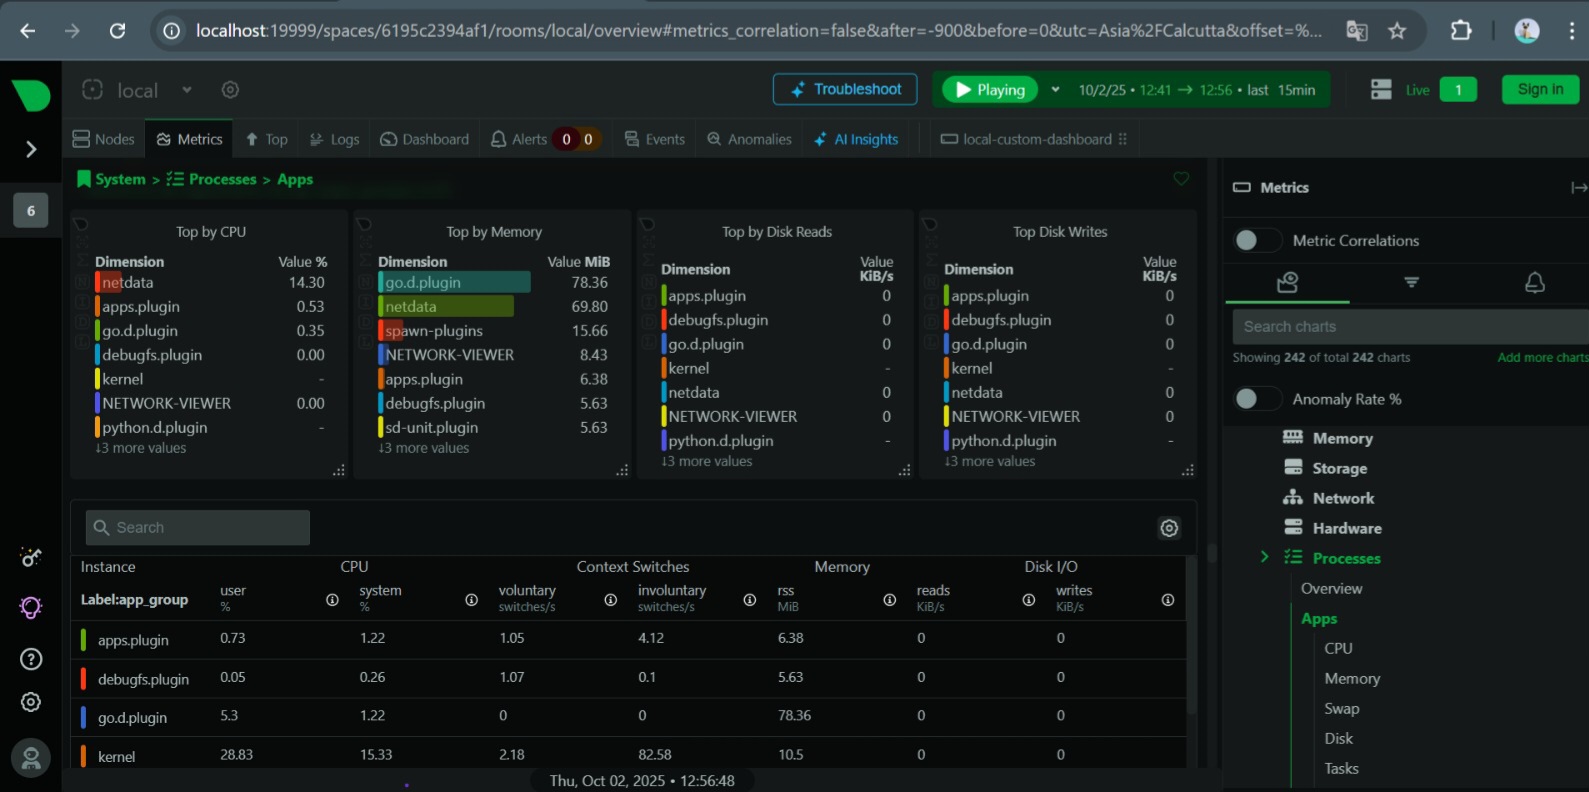 localhost:19999/spaces/6195c2394af1/rooms/local/overview#metrics_correlation=false&after=-900&before=0&utc=Asia%2FCalcutta&offset=%...
local
Troubleshoot
Playing
10/2/25 • 12:41 → 12:56 • last 15min
Live 1
Sign in
Nodes Metrics Top Logs Dashboard Alerts 0 0 Events Anomalies AI Insights local-custom-dashboard
6
System > Processes > Apps
Top by CPU
Dimension Value %
netdata 14.30
apps.plugin 0.53
go.d.plugin 0.35
debugfs.plugin 0.00
kernel -
NETWORK-VIEWER 0.00
python.d.plugin -
↓3 more values
Top by Memory
Dimension Value MiB
go.d.plugin 78.36
netdata 69.80
spawn-plugins 15.66
NETWORK-VIEWER 8.43
apps.plugin 6.38
debugfs.plugin 5.63
sd-unit.plugin 5.63
↓3 more values
Top by Disk Reads
Dimension Value KiB/s
apps.plugin 0
debugfs.plugin 0
go.d.plugin 0
kernel -
netdata 0
NETWORK-VIEWER 0
python.d.plugin -
↓3 more values
Top Disk Writes
Dimension Value KiB/s
apps.plugin 0
debugfs.plugin 0
go.d.plugin 0
kernel -
netdata 0
NETWORK-VIEWER 0
python.d.plugin -
↓3 more values
Search
Instance CPU Context Switches Memory Disk I/O
Label:app_group user % system % voluntary switches/s involuntary switches/s rss MiB reads KiB/s writes KiB/s
apps.plugin 0.73 1.22 1.05 4.12 6.38 0 0
debugfs.plugin 0.05 0.26 1.07 0.1 5.63 0 0
go.d.plugin 5.3 1.22 0 0 78.36 0 0
kernel 28.83 15.33 2.18 82.58 10.5 0 0
Thu, Oct 02, 2025 • 12:56:48
Metrics
Metric Correlations
Search charts
Showing 242 of total 242 charts
Add more charts
Anomaly Rate %
Memory
Storage
Network
Hardware
Processes
Overview
Apps
CPU
Memory
Swap
Disk
Tasks